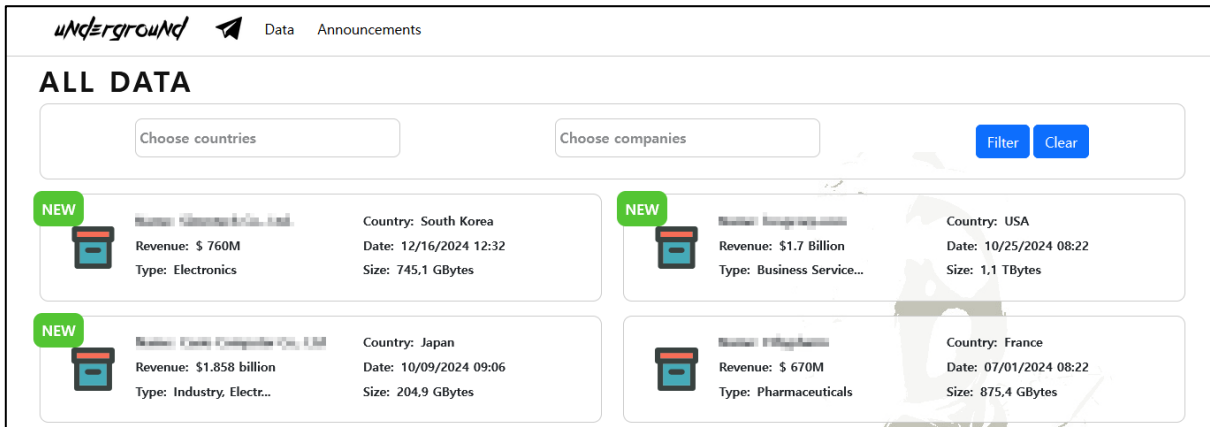 uNdErgrouNd
Data Announcements
ALL DATA
Choose countries
Choose companies
Filter Clear
NEW
Country: South Korea
Revenue: $ 760M
Date: 12/16/2024 12:32
Type: Electronics
Size: 745,1 GBytes
NEW
Country: USA
Revenue: $1.7 Billion
Date: 10/25/2024 08:22
Type: Business Service...
Size: 1,1 TBytes
NEW
Country: Japan
Revenue: $1.858 billion
Date: 10/09/2024 09:06
Type: Industry, Electr...
Size: 204,9 GBytes
Country: France
Revenue: $ 670M
Date: 07/01/2024 08:22
Type: Pharmaceuticals
Size: 875,4 GBytes